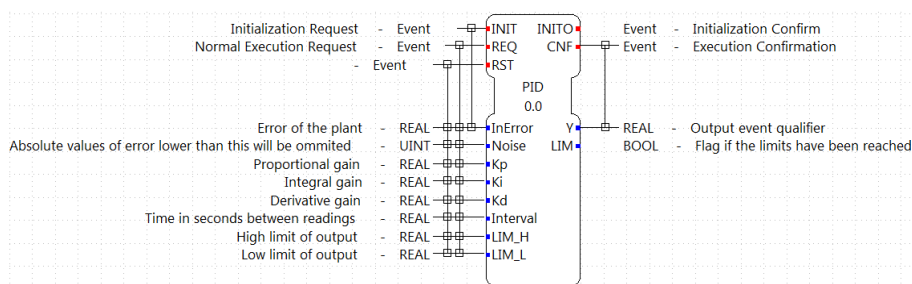 Initialization Request - Event INIT INITO Event - Initialization Confirm
Normal Execution Request - Event REQ CNF Event - Execution Confirmation
- Event RST
PID
0.0
Error of the plant - REAL InError Y REAL - Output event qualifier
Absolute values of error lower than this will be ommited - UINT Noise LIM BOOL - Flag if the limits have been reached
Proportional gain - REAL Kp
Integral gain - REAL Ki
Derivative gain - REAL Kd
Time in seconds between readings - REAL Interval
High limit of output - REAL LIM_H
Low limit of output - REAL LIM_L